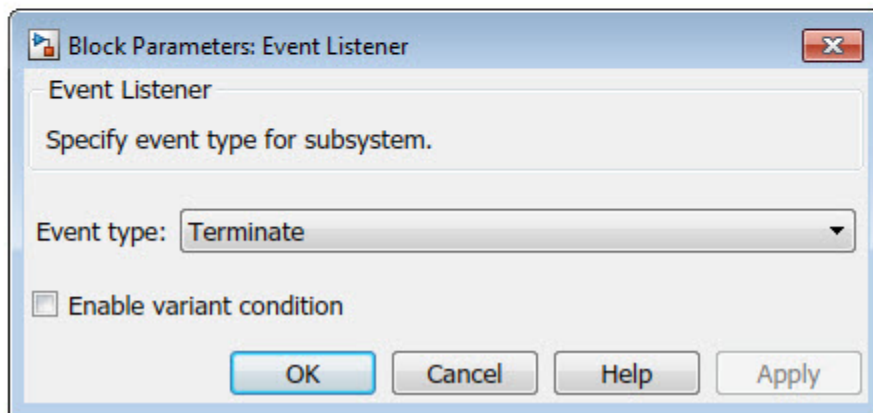 Block Parameters: Event Listener
Event Listener
Specify event type for subsystem.
Event type: Terminate
Enable variant condition
OK Cancel Help Apply